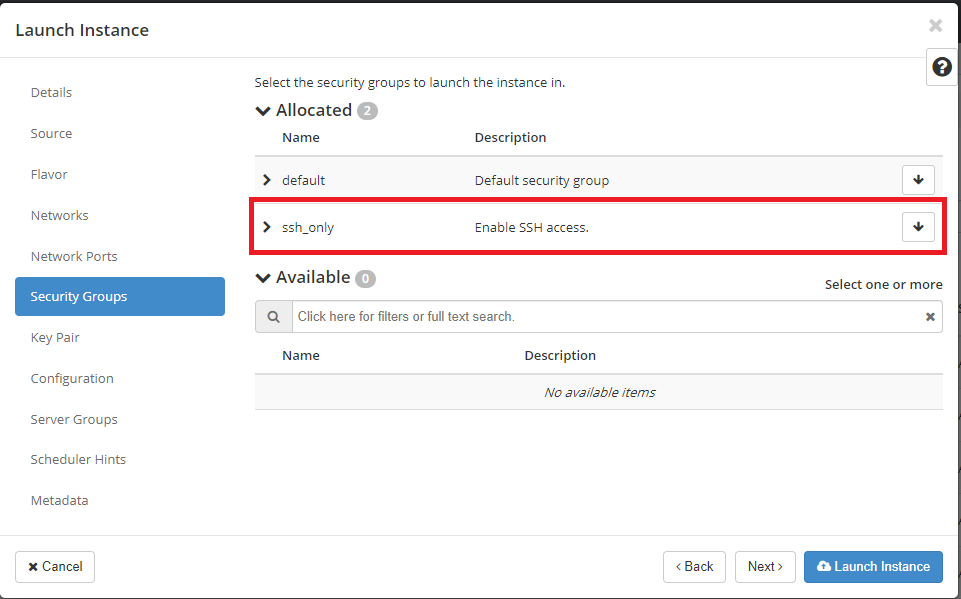 Launch Instance
Details
Source
Flavor
Networks
Network Ports
Security Groups
Key Pair
Configuration
Server Groups
Scheduler Hints
Metadata
Select the security groups to launch the instance in.
Allocated 2
Name Description
default Default security group
ssh_only Enable SSH access.
Available 0
Select one or more
Click here for filters or full text search.
Name Description
No available items
Cancel
Back
Next
Launch Instance